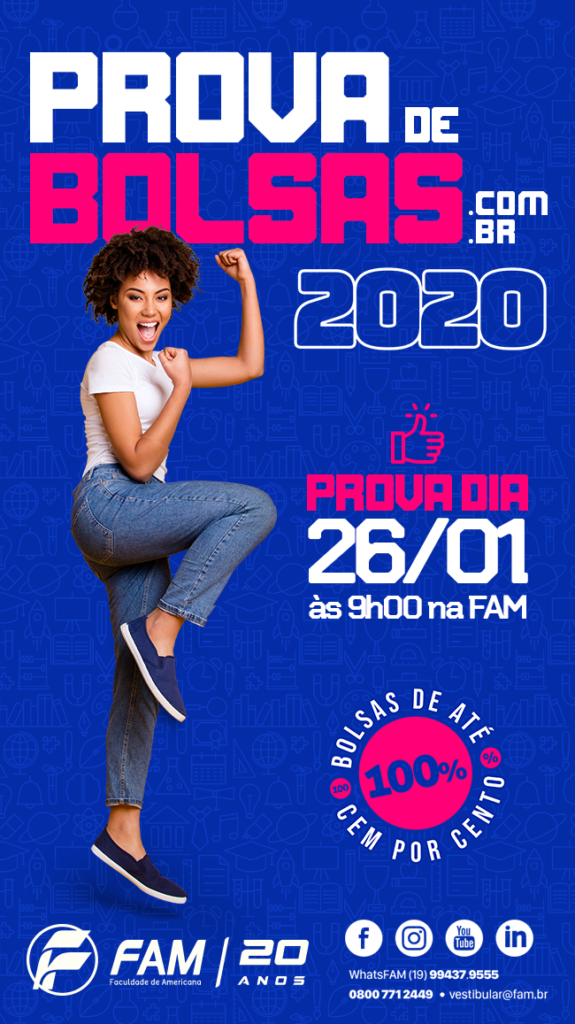 PROVA DE
BOLSAS .COM
.BR
2020
PROVA DIA
26/01
às 9h00 na FAM
BOLSAS DE ATÉ
100%
100 %
CEM POR CENTO
FAM 20
Faculdade de Americana ANOS
f You Tube in
WhatsFAM (19) 99437.9555
0800 771 2449 • vestibular@fam.br